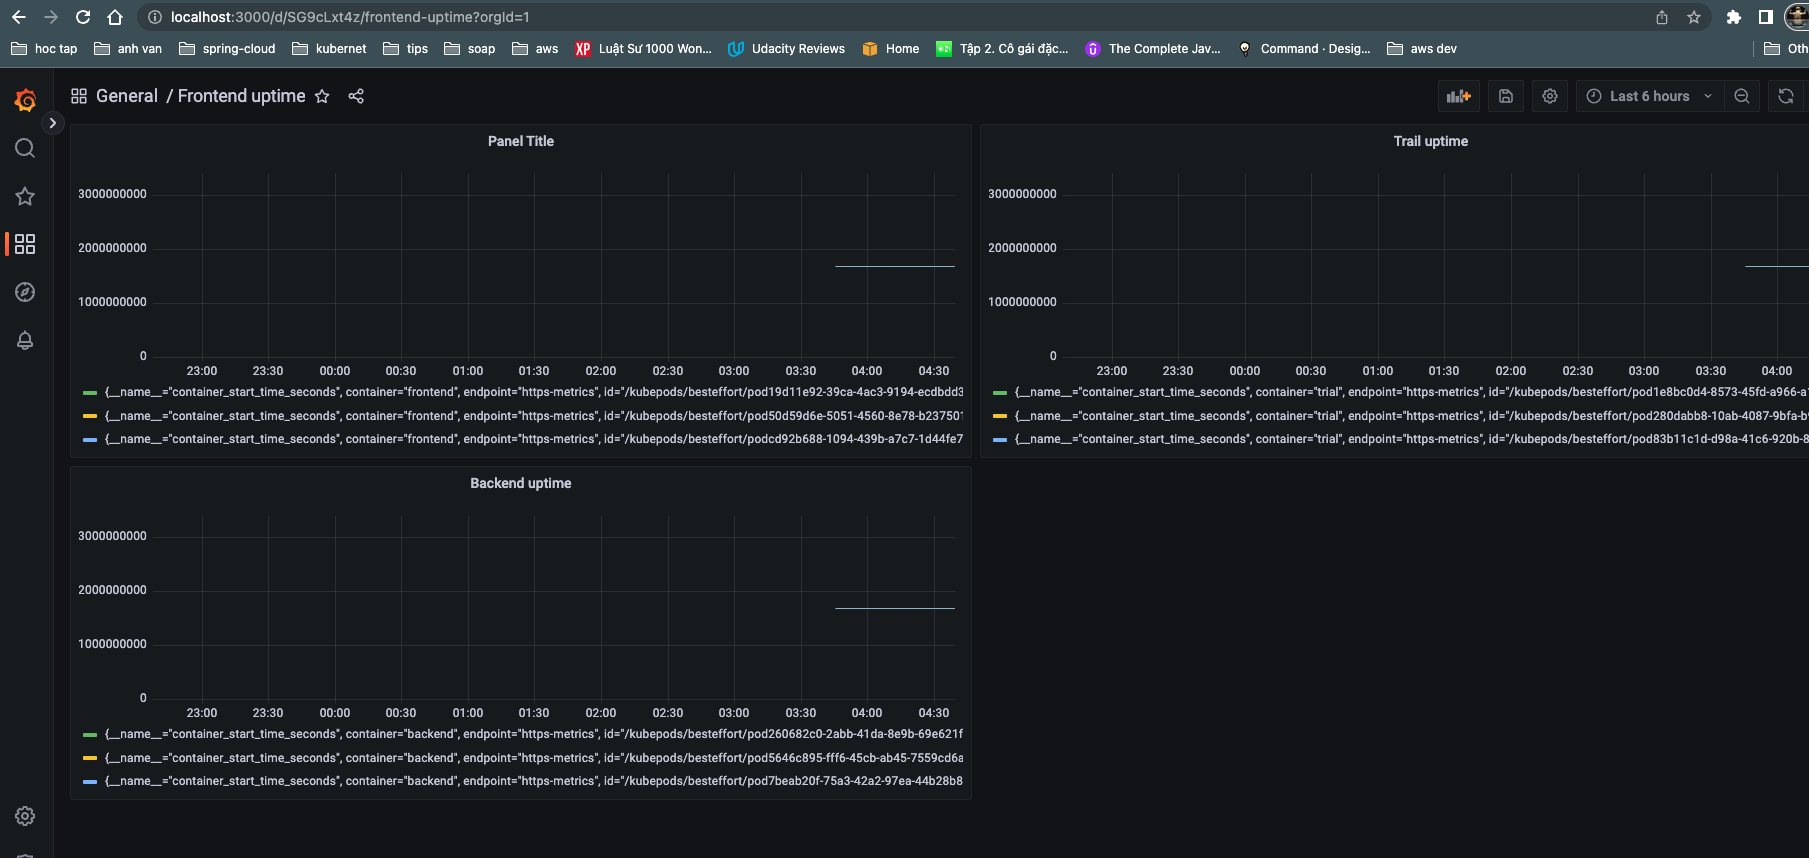 localhost:3000/d/SG9cLxt4z/frontend-uptime?orgId=1
hoc tap anh van spring-cloud kubernet tips soap aws XP Luật Sư 1000 Won... Udacity Reviews Home Tập 2. Cô gái đặc... The Complete Jav... Command · Desig... aws dev Oth
General / Frontend uptime Last 6 hours
Panel Title
3000000000
2000000000
1000000000
0
23:00 23:30 00:00 00:30 01:00 01:30 02:00 02:30 03:00 03:30 04:00 04:30
{__name__="container_start_time_seconds", container="frontend", endpoint="https-metrics", id="/kubepods/besteffort/pod19d11e92-39ca-4ac3-9194-ecdbdd3
{__name__="container_start_time_seconds", container="frontend", endpoint="https-metrics", id="/kubepods/besteffort/pod50d59d6e-5051-4560-8e78-b237501
{__name__="container_start_time_seconds", container="frontend", endpoint="https-metrics", id="/kubepods/besteffort/podcd92b688-1094-439b-a7c7-1d44fe7
Trail uptime
3000000000
2000000000
1000000000
0
23:00 23:30 00:00 00:30 01:00 01:30 02:00 02:30 03:00 03:30 04:00
{__name__="container_start_time_seconds", container="trial", endpoint="https-metrics", id="/kubepods/besteffort/pod1e8bc0d4-8573-45fd-a966-a1
{__name__="container_start_time_seconds", container="trial", endpoint="https-metrics", id="/kubepods/besteffort/pod280dabb8-10ab-4087-9bfa-b9
{__name__="container_start_time_seconds", container="trial", endpoint="https-metrics", id="/kubepods/besteffort/pod83b11c1d-d98a-41c6-920b-8
Backend uptime
3000000000
2000000000
1000000000
0
23:00 23:30 00:00 00:30 01:00 01:30 02:00 02:30 03:00 03:30 04:00 04:30
{__name__="container_start_time_seconds", container="backend", endpoint="https-metrics", id="/kubepods/besteffort/pod260682c0-2abb-41da-8e9b-69e621f
{__name__="container_start_time_seconds", container="backend", endpoint="https-metrics", id="/kubepods/besteffort/pod5646c895-fff6-45cb-ab45-7559cd6a
{__name__="container_start_time_seconds", container="backend", endpoint="https-metrics", id="/kubepods/besteffort/pod7beab20f-75a3-42a2-97ea-44b28b8